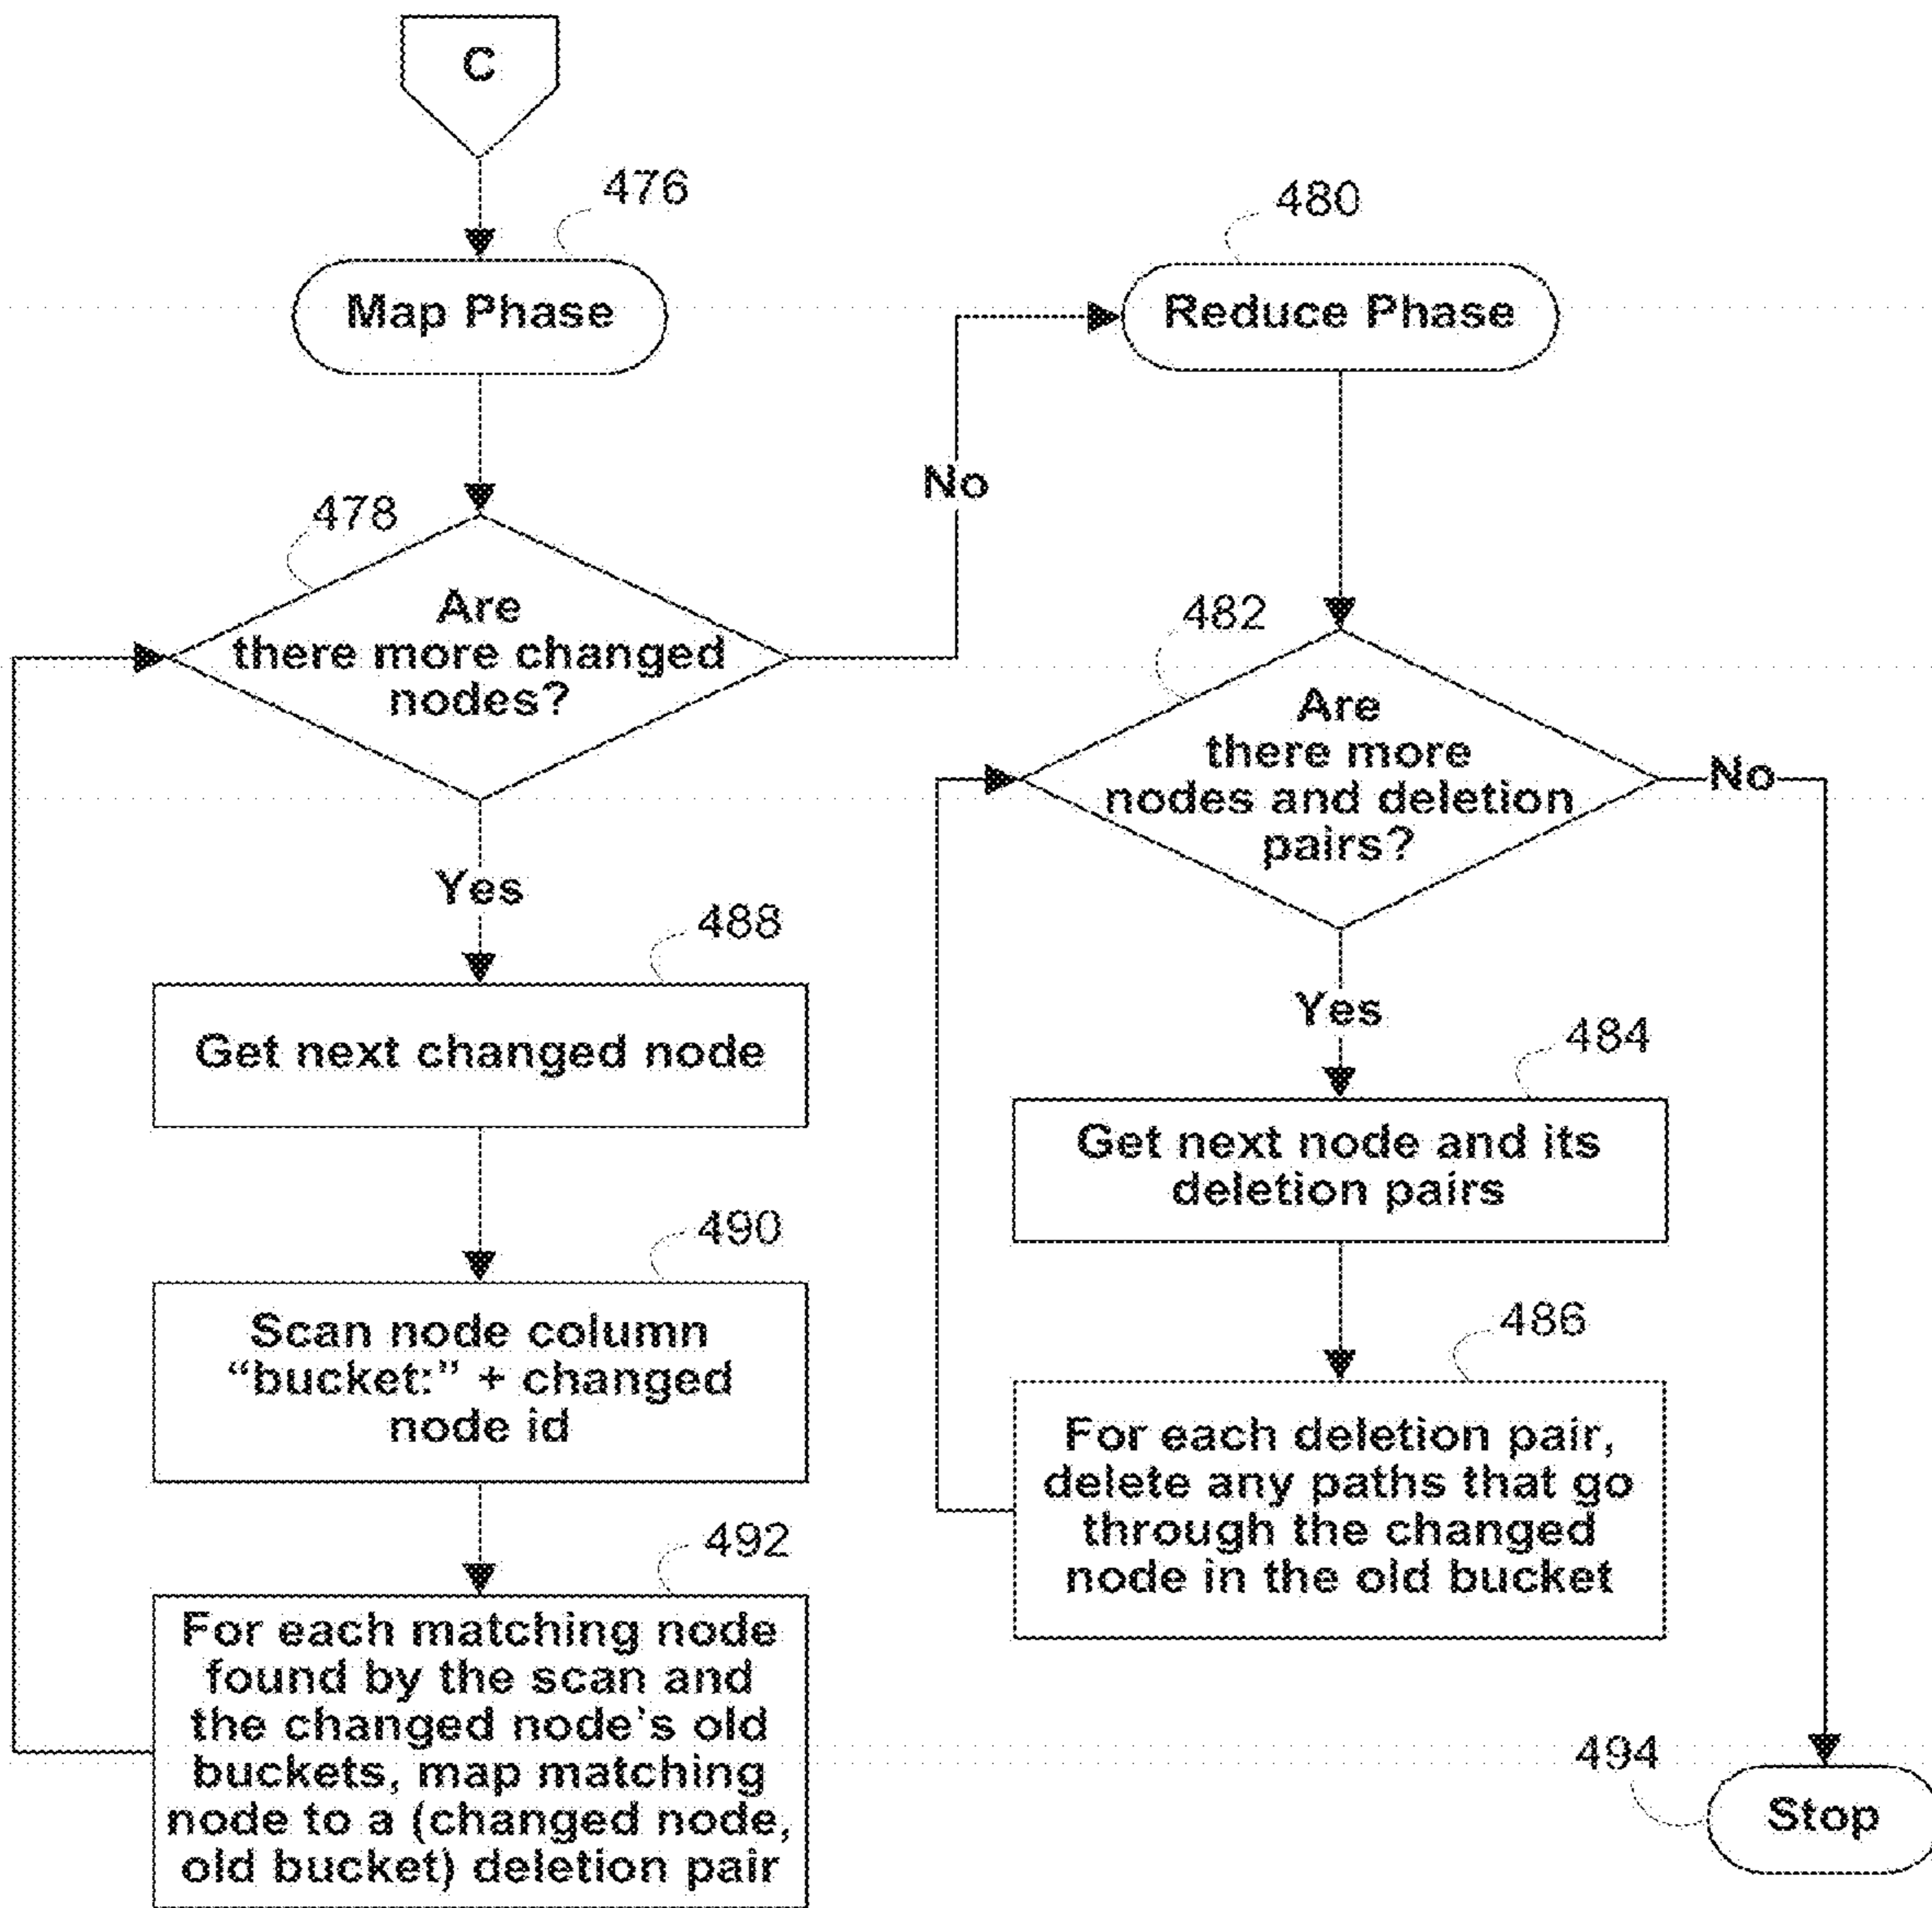 C
476
Map Phase
478
Are
there more changed
nodes?
No
Yes
488
Get next changed node
490
Scan node column
“bucket:” + changed
node id
492
For each matching node
found by the scan and
the changed node’s old
buckets, map matching
node to a (changed node,
old bucket) deletion pair
480
Reduce Phase
482
Are
there more
nodes and deletion
pairs?
No
Yes
484
Get next node and its
deletion pairs
486
For each deletion pair,
delete any paths that go
through the changed
node in the old bucket
494
Stop